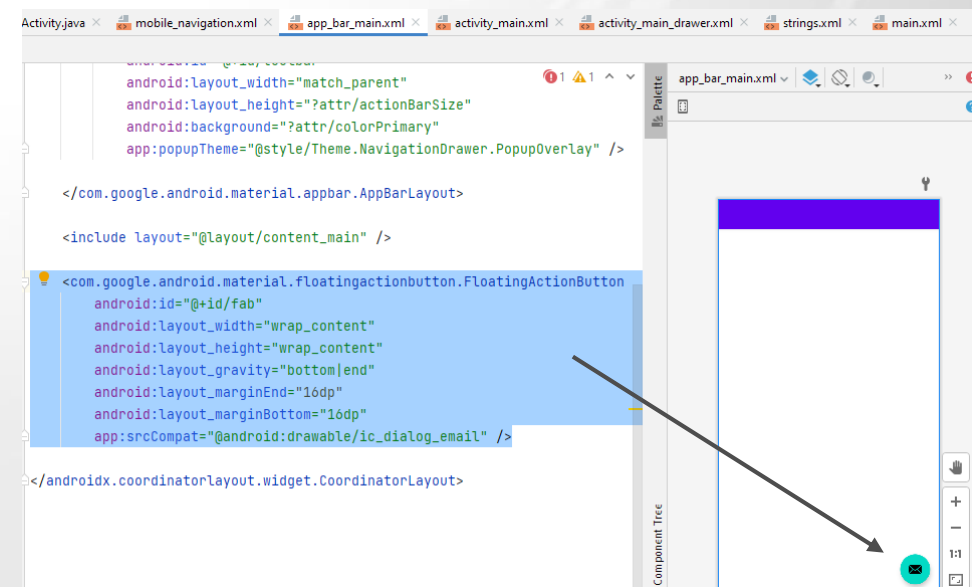 Activity.java
mobile_navigation.xml
app_bar_main.xml
activity_main.xml
activity_main_drawer.xml
strings.xml
main.xml
android:layout_width="match_parent"
android:layout_height="?attr/actionBarSize"
android:background="?attr/colorPrimary"
app:popupTheme="@style/Theme.NavigationDrawer.PopupOverlay" />
</com.google.android.material.appbar.AppBarLayout>
<include layout="@layout/content_main" />
<com.google.android.material.floatingactionbutton.FloatingActionButton
android:id="@+id/fab"
android:layout_width="wrap_content"
android:layout_height="wrap_content"
android:layout_gravity="bottom|end"
android:layout_marginEnd="16dp"
android:layout_marginBottom="16dp"
app:srcCompat="@android:drawable/ic_dialog_email" />
</androidx.coordinatorlayout.widget.CoordinatorLayout>
1 1
Palette
Component Tree
app_bar_main.xml
1:1